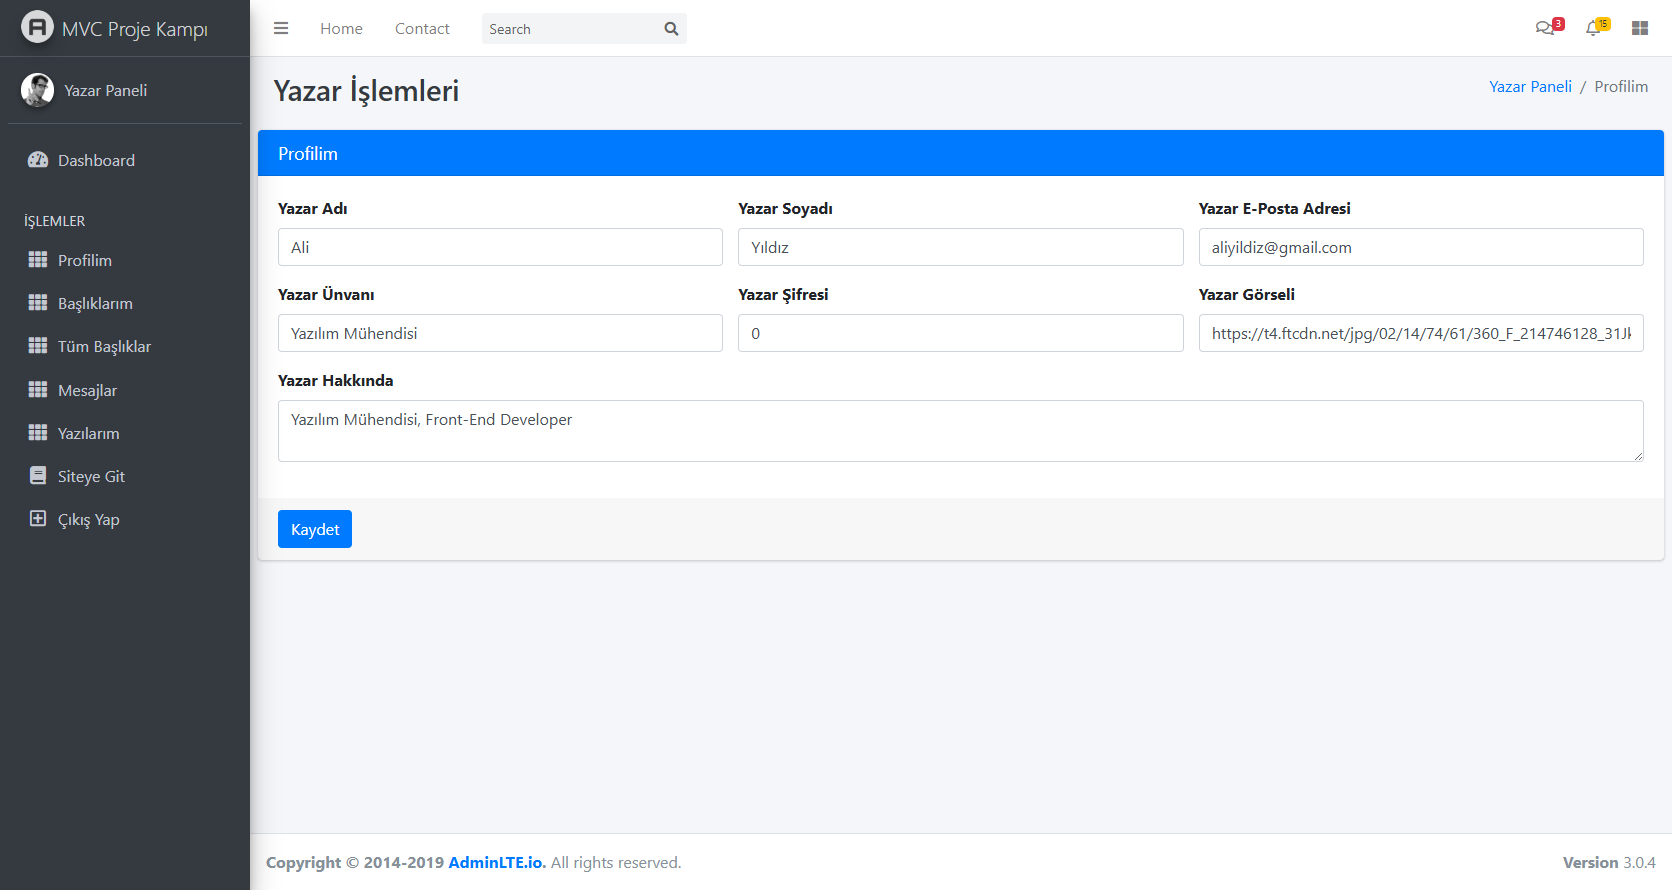 MVC Proje Kampı
Yazar Paneli
Dashboard
İŞLEMLER
Profilim
Başlıklarım
Tüm Başlıklar
Mesajlar
Yazılarım
Siteye Git
Çıkış Yap
Home Contact Search 3 15
Yazar İşlemleri
Yazar Paneli / Profilim
Profilim
Yazar Adı Yazar Soyadı Yazar E-Posta Adresi
Ali Yıldız aliyildiz@gmail.com
Yazar Ünvanı Yazar Şifresi Yazar Görseli
Yazılım Mühendisi 0 https://t4.ftcdn.net/jpg/02/14/74/61/360_F_214746128_31Jk
Yazar Hakkında
Yazılım Mühendisi, Front-End Developer
Kaydet
Copyright © 2014-2019 AdminLTE.io. All rights reserved. Version 3.0.4